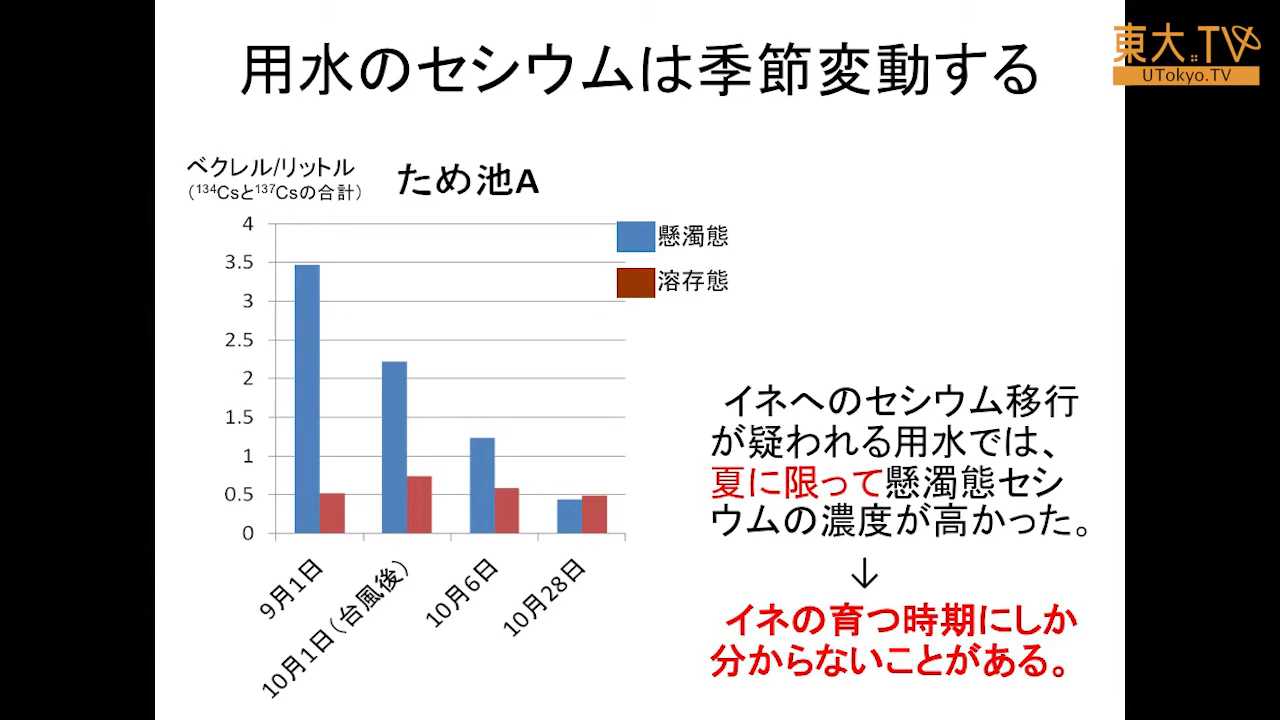 用水のセシウムは季節変動する
東大.TV
UTokyo.TV
ベクレル/リットル
(¹³⁴Csと¹³⁷Csの合計)
ため池A
4
3.5
3
2.5
2
1.5
1
0.5
0
懸濁態
溶存態
9月1日
10月1日(台風後)
10月6日
10月28日
イネへのセシウム移行
が疑われる用水では、
夏に限って懸濁態セシ
ウムの濃度が高かった。
↓
イネの育つ時期にしか
分からないことがある。